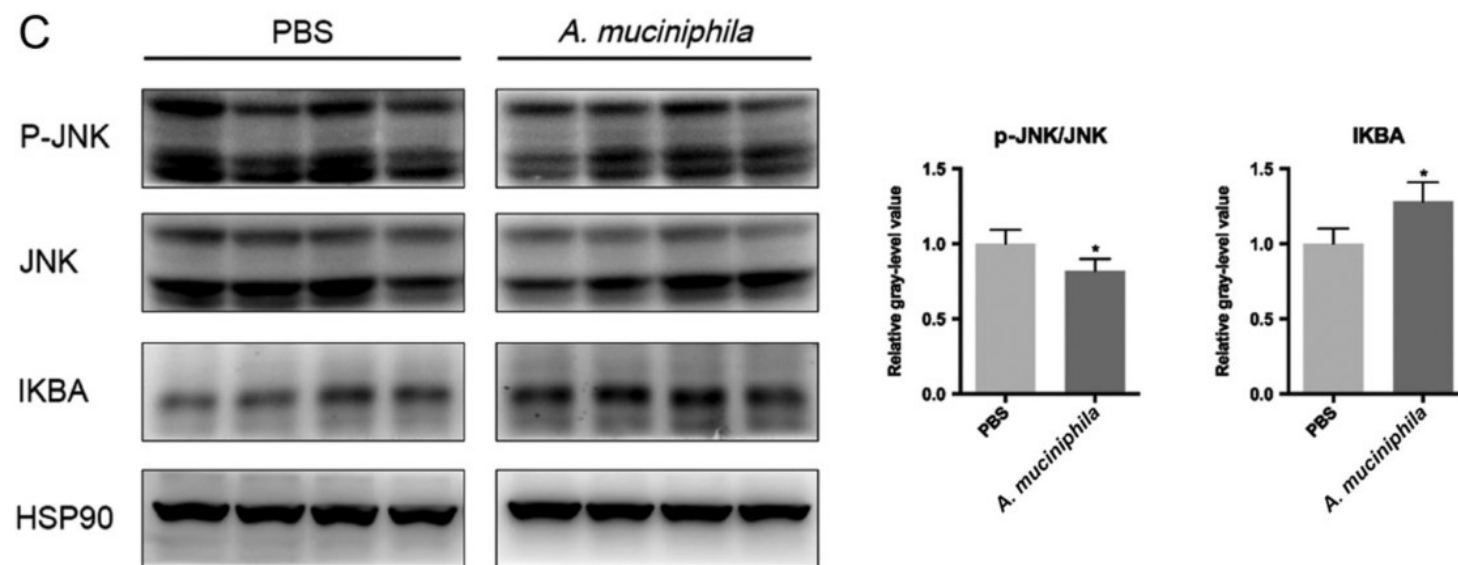 C
PBS
A. muciniphila
P-JNK
JNK
IKBA
HSP90
p-JNK/JNK
Relative gray-level value
1.5
1.0
0.5
0.0
*
PBS
A. muciniphila
IKBA
Relative gray-level value
1.5
1.0
0.5
0.0
*
PBS
A. muciniphila